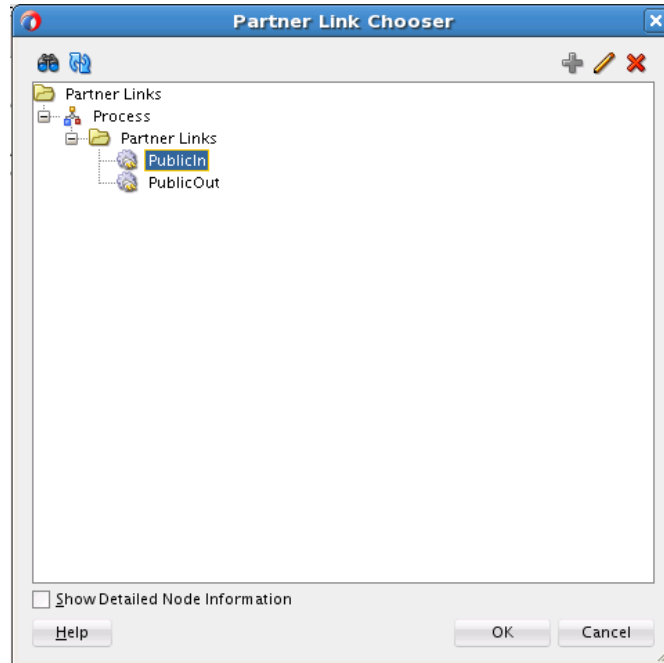 Partner Link Chooser
Partner Links
Process
Partner Links
PublicIn
PublicOut
Show Detailed Node Information
Help OK Cancel